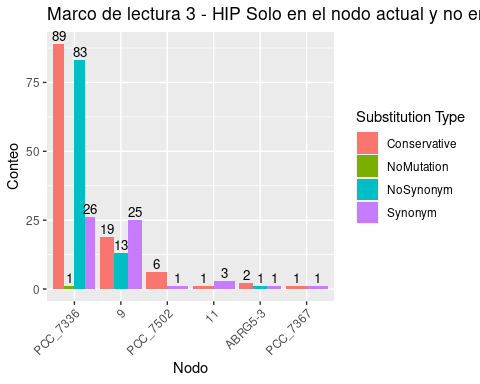 Marco de lectura 3 - HIP Solo en el nodo actual y no
Conteo
75
50
25
0
89
1
83
26
19
13
25
6
1
1
3
2
1
1
1
1
PCC_7336
9
PCC_7502
11
ABRG5-3
PCC_7367
Nodo
Substitution Type
Conservative
NoMutation
NoSynonym
Synonym